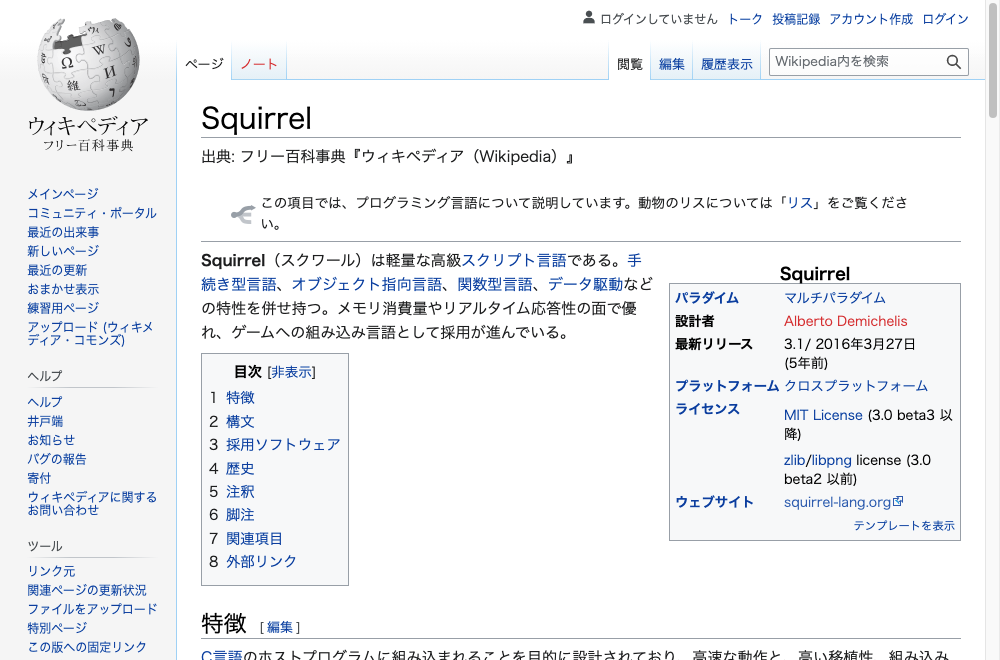 ログインしていません トーク 投稿記録 アカウント作成 ログイン
ページ ノート 閲覧 編集 履歴表示 Wikipedia内を検索
ウィキペディア
フリー百科事典
メインページ
コミュニティ・ポータル
最近の出来事
新しいページ
最近の更新
おまかせ表示
練習用ページ
アップロード (ウィキメ
ディア・コモンズ)
ヘルプ
ヘルプ
井戸端
お知らせ
バグの報告
寄付
ウィキペディアに関する
お問い合わせ
ツール
リンク元
関連ページの更新状況
ファイルをアップロード
特別ページ
この版への固定リンク
Squirrel
出典: フリー百科事典『ウィキペディア（Wikipedia）』
この項目では、プログラミング言語について説明しています。動物のリスについては「リス」をご覧くださ
い。
Squirrel（スクワール）は軽量な高級スクリプト言語である。手
続き型言語、オブジェクト指向言語、関数型言語、データ駆動など
の特性を併せ持つ。メモリ消費量やリアルタイム応答性の面で優
れ、ゲームへの組み込み言語として採用が進んでいる。
Squirrel
パラダイム マルチパラダイム
設計者 Alberto Demichelis
最新リリース 3.1/ 2016年3月27日
(5年前)
プラットフォーム クロスプラットフォーム
ライセンス MIT License (3.0 beta3 以
降)
zlib/libpng license (3.0
beta2 以前)
ウェブサイト squirrel-lang.org
テンプレートを表示
目次 [非表示]
1 特徴
2 構文
3 採用ソフトウェア
4 歴史
5 注釈
6 脚注
7 関連項目
8 外部リンク
特徴 [編集]
C言語のホストプログラムに組み込まれることを目的に設計されており、高速な動作と、高い移植性、組み込み